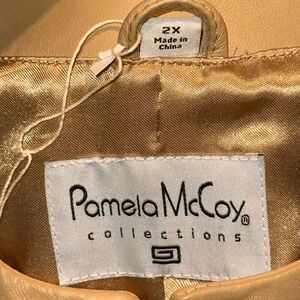 2X
Made in
China
Pamela McCoy®
collections